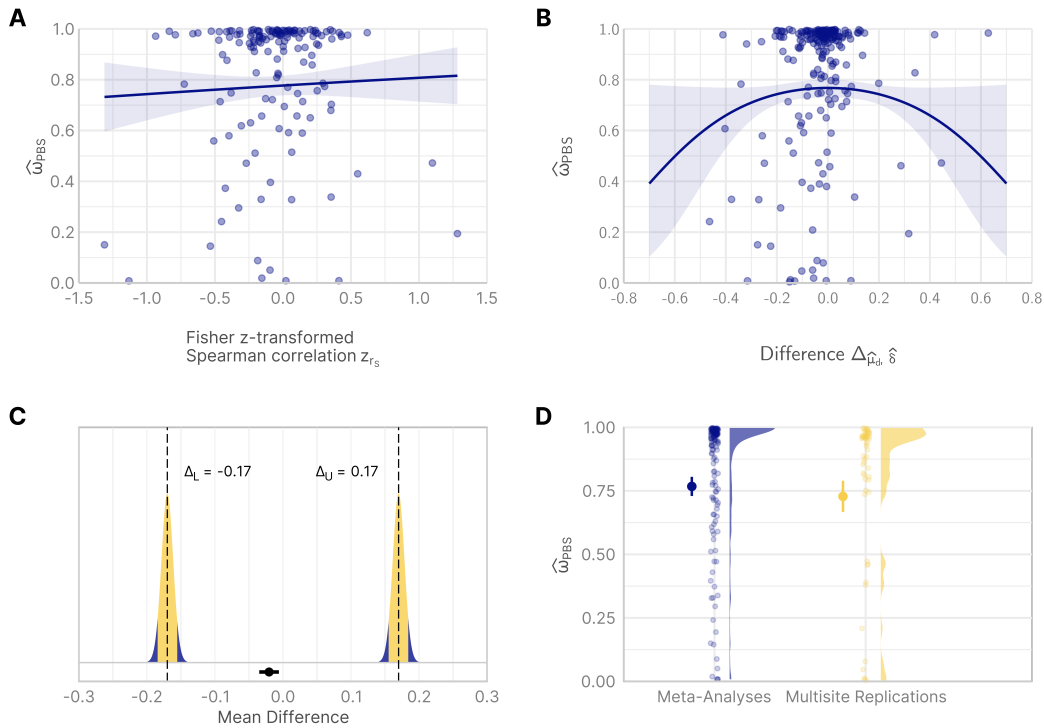 A
1.0
0.8
0.6
0.4
0.2
0.0
ω̂PBS
-1.5
-1.0
-0.5
0.0
0.5
1.0
1.5
Fisher z-transformed
Spearman correlation zrS
B
1.0
0.8
0.6
0.4
0.2
0.0
ω̂PBS
-0.8
-0.6
-0.4
-0.2
0.0
0.2
0.4
0.6
0.8
Difference Δμ̂d, δ̂
C
ΔL = -0.17
ΔU = 0.17
-0.3
-0.2
-0.1
0.0
0.1
0.2
0.3
Mean Difference
D
1.00
0.75
0.50
0.25
0.00
ω̂PBS
Meta-Analyses
Multisite Replications